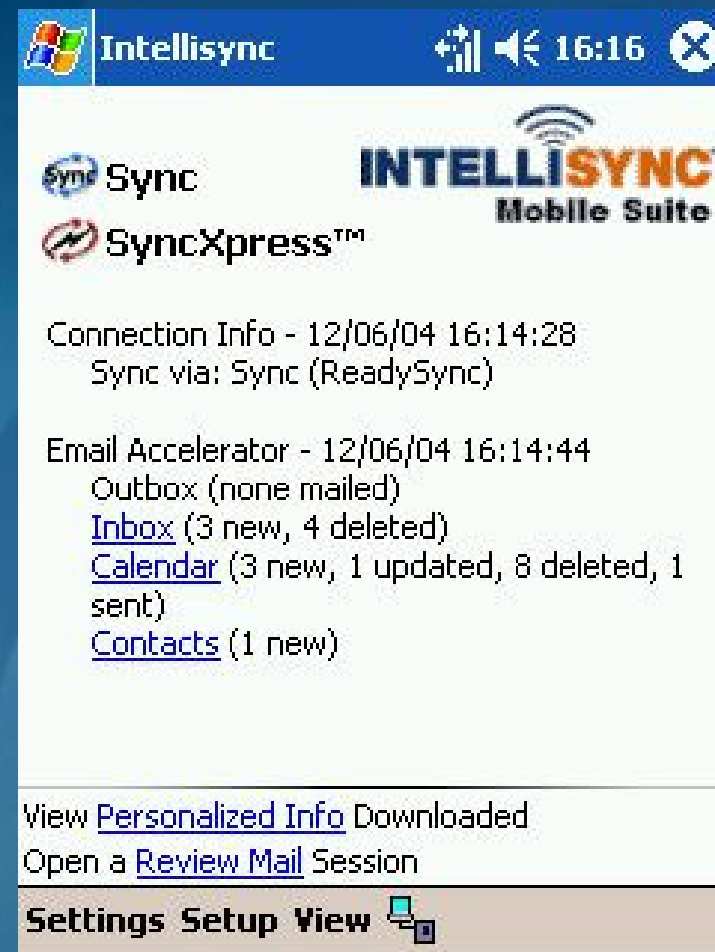 Intellisync 16:16
Sync
INTELLISYNC
Mobile Suite
Sync
SyncXpress™
Connection Info - 12/06/04 16:14:28
Sync via: Sync (ReadySync)
Email Accelerator - 12/06/04 16:14:44
Outbox (none mailed)
Inbox (3 new, 4 deleted)
Calendar (3 new, 1 updated, 8 deleted, 1
sent)
Contacts (1 new)
View Personalized Info Downloaded
Open a Review Mail Session
Settings Setup View